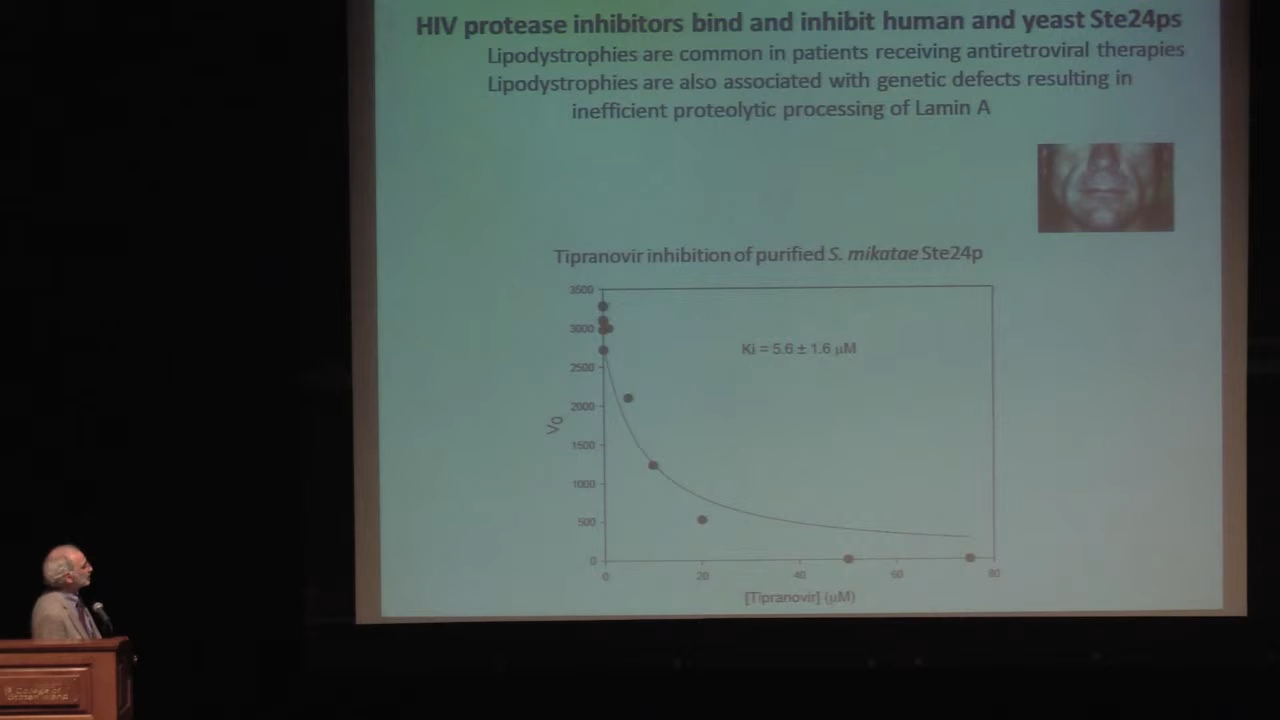 HIV protease inhibitors bind and inhibit human and yeast Ste24ps
Lipodystrophies are common in patients receiving antiretroviral therapies
Lipodystrophies are also associated with genetic defects resulting in
inefficient proteolytic processing of Lamin A
Tipranovir inhibition of purified S. mikatae Ste24p
3500
3000
2500
2000
1500
1000
500
0
Vo
Ki = 5.6 ± 1.6 µM
0 20 40 60 80
[Tipranovir] (µM)
College of